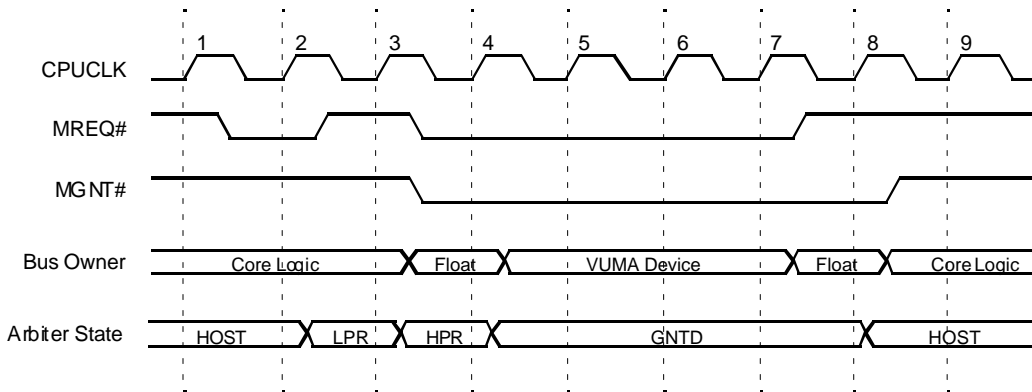 1 2 3 4 5 6 7 8 9
CPUCLK
MREQ#
MGNT#
Bus Owner Core Logic Float VUMA Device Float Core Logic
Arbiter State HOST LPR HPR GNTD HOST